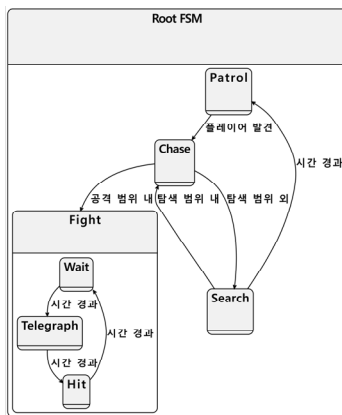 Root FSM
Patrol
플레이어 발견
Chase
시간 경과
공격 범위 내 탐색 범위 내 탐색 범위 외
Fight
Wait
Search
시간 경과
Telegraph
시간 경과
시간 경과
Hit